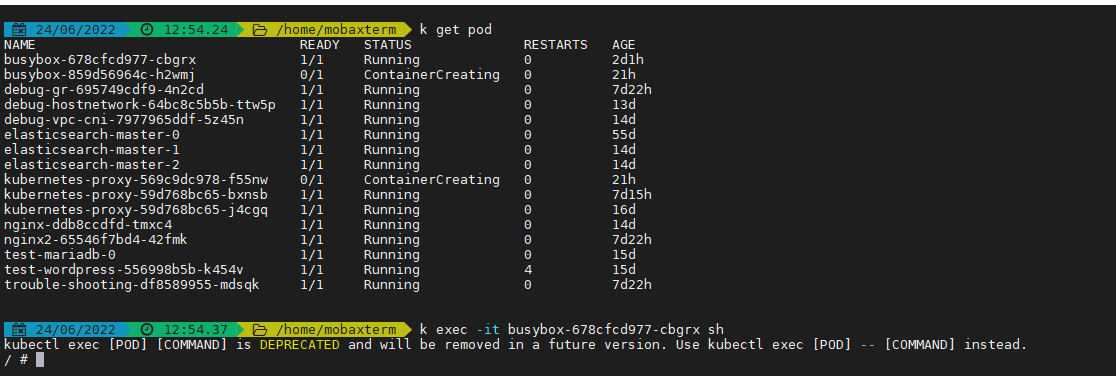 24/06/2022 12:54.24 /home/mobaxterm k get pod
NAME READY STATUS RESTARTS AGE
busybox-678cfcd977-cbgrx 1/1 Running 0 2d1h
busybox-859d56964c-h2wmj 0/1 ContainerCreating 0 21h
debug-gr-695749cdf9-4n2cd 1/1 Running 0 7d22h
debug-hostnetwork-64bc8c5b5b-ttw5p 1/1 Running 0 13d
debug-vpc-cni-7977965ddf-5z45n 1/1 Running 0 14d
elasticsearch-master-0 1/1 Running 0 55d
elasticsearch-master-1 1/1 Running 0 14d
elasticsearch-master-2 1/1 Running 0 14d
kubernetes-proxy-569c9dc978-f55nw 0/1 ContainerCreating 0 21h
kubernetes-proxy-59d768bc65-bxnsb 1/1 Running 0 7d15h
kubernetes-proxy-59d768bc65-j4cgq 1/1 Running 0 16d
nginx-ddb8ccdfd-tmxc4 1/1 Running 0 14d
nginx2-65546f7bd4-42fmk 1/1 Running 0 7d22h
test-mariadb-0 1/1 Running 0 15d
test-wordpress-556998b5b-k454v 1/1 Running 4 15d
trouble-shooting-df8589955-mdsqk 1/1 Running 0 7d22h
24/06/2022 12:54.37 /home/mobaxterm k exec -it busybox-678cfcd977-cbgrx sh
kubectl exec [POD] [COMMAND] is DEPRECATED and will be removed in a future version. Use kubectl exec [POD] -- [COMMAND] instead.
/ #